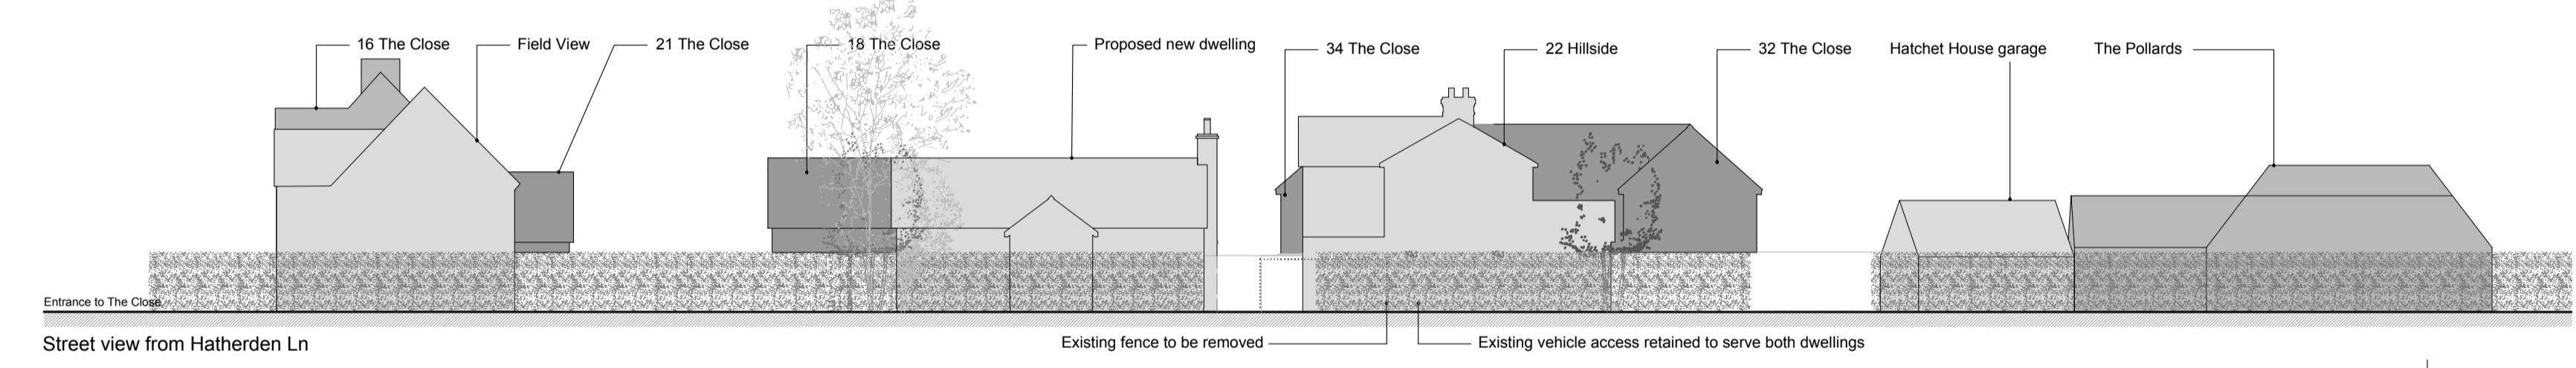 16 The Close
Field View
21 The Close
18 The Close
Proposed new dwelling
34 The Close
22 Hillside
32 The Close
Hatchet House garage
The Pollards
Entrance to The Close
Existing fence to be removed
Existing vehicle access retained to serve both dwellings
Street view from Hatherden Ln